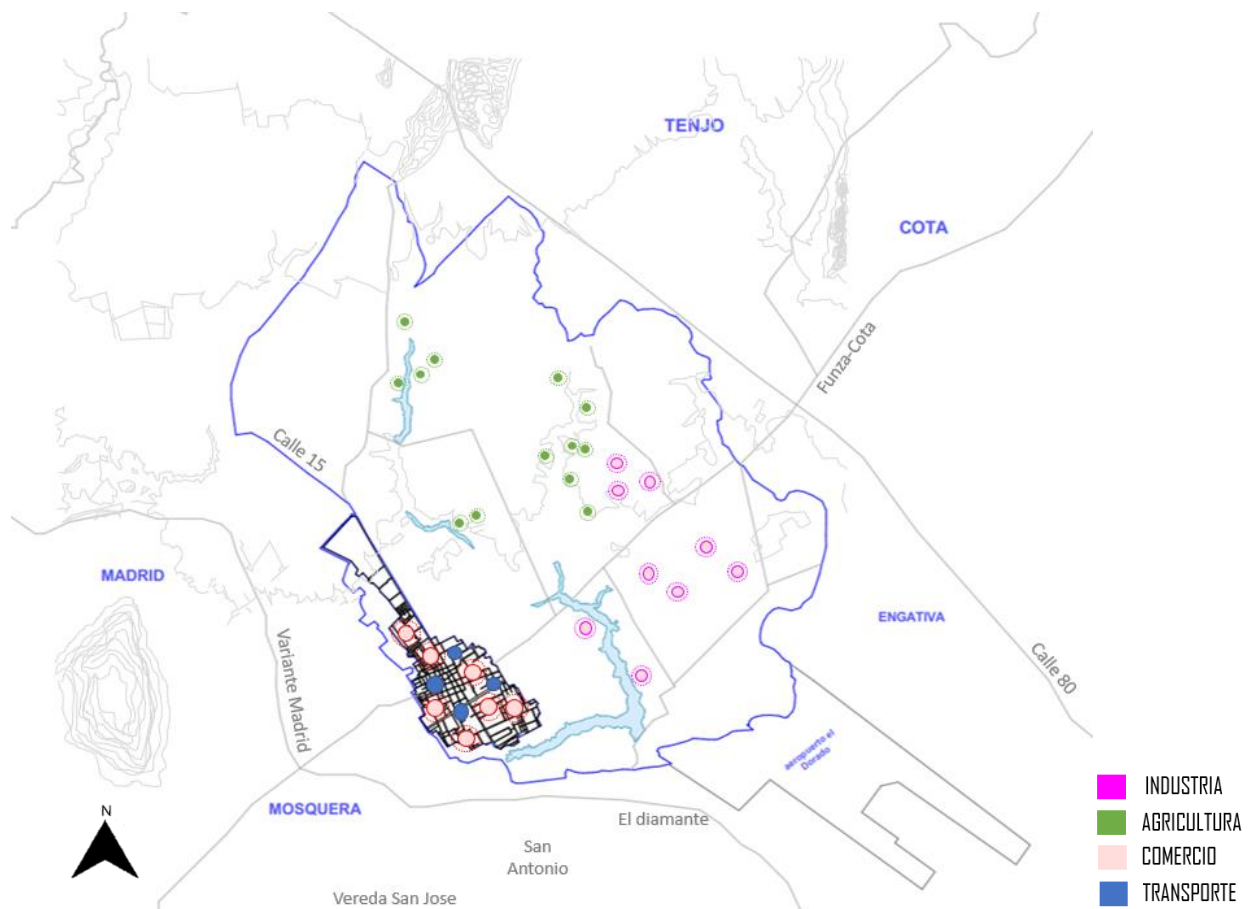 TENJO
COTA
Funza-Cota
Calle 15
MADRID
ENGATIVA
Variante Madrid
Calle 80
aeropuerto el
Dorado
MOSQUERA
El diamante
San
Antonio
Vereda San Jose
N
INDUSTRIA
AGRICULTURA
COMERCIO
TRANSPORTE